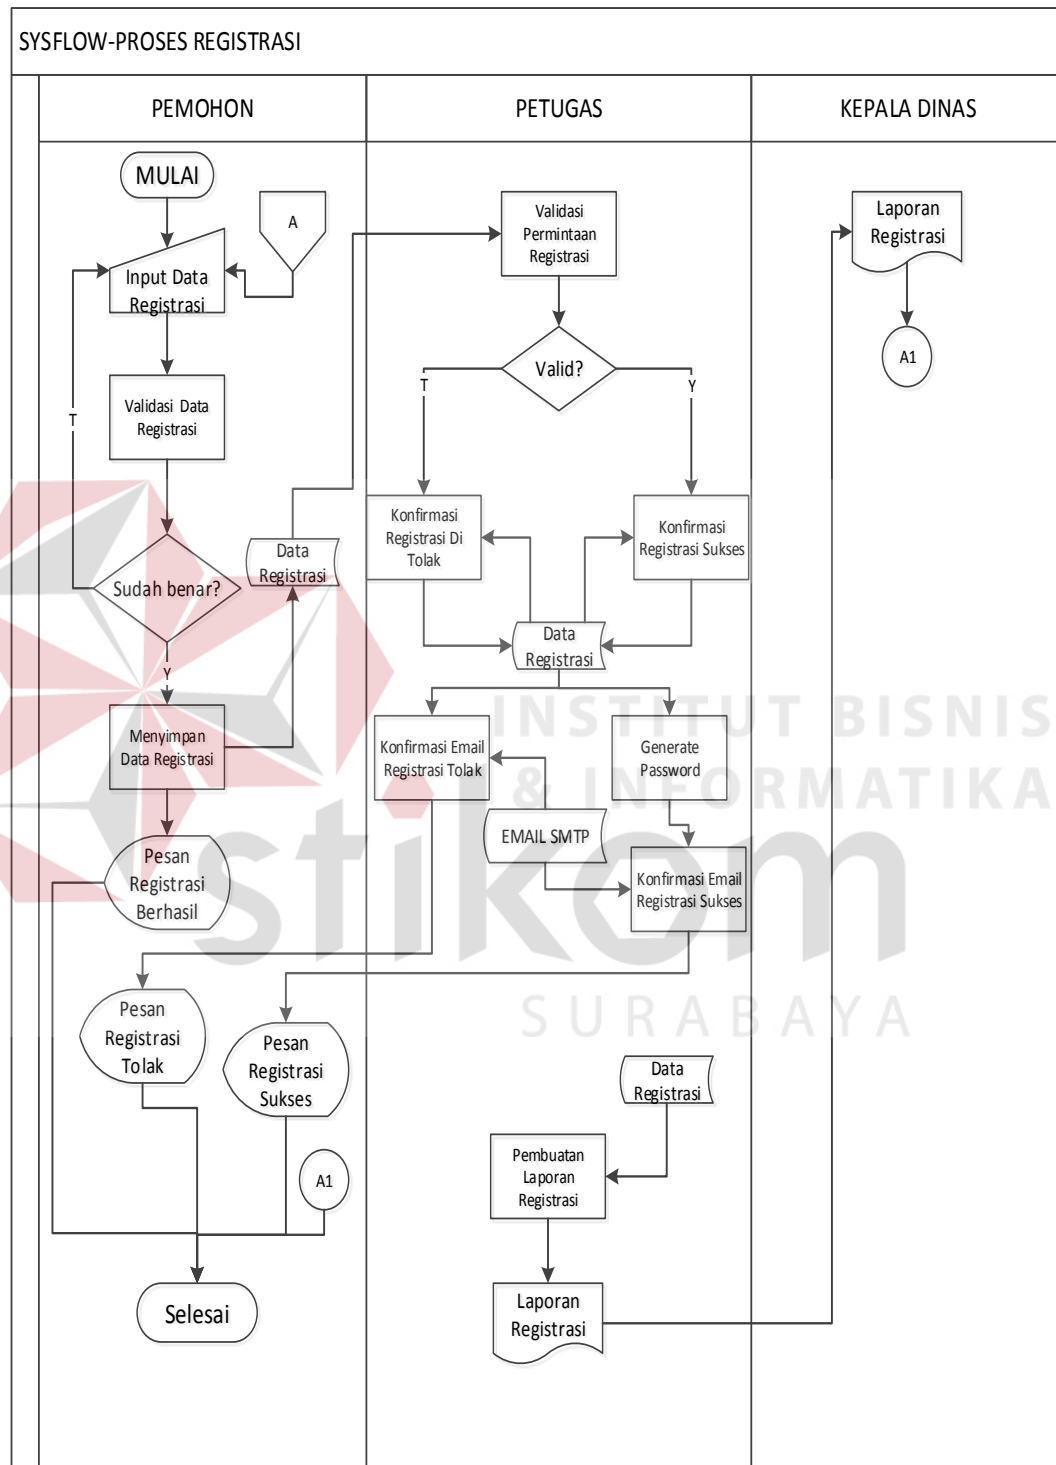 SYSFLOW-PROSES REGISTRASI
PEMOHON
PETUGAS
KEPALA DINAS
MULAI
A
Input Data
Registrasi
Validasi Data
Registrasi
T
Sudah benar?
Y
Data
Registrasi
Menyimpan
Data Registrasi
Pesan
Registrasi
Berhasil
Pesan
Registrasi
Tolak
Pesan
Registrasi
Sukses
A1
Selesai
Validasi
Permintaan
Registrasi
Valid?
T
Y
Konfirmasi
Registrasi Di
Tolak
Konfirmasi
Registrasi Sukses
Data
Registrasi
Konfirmasi Email
Registrasi Tolak
Generate
Password
EMAIL SMTP
Konfirmasi Email
Registrasi Sukses
Data
Registrasi
Pembuatan
Laporan
Registrasi
Laporan
Registrasi
Laporan
Registrasi
A1
INSTITUT BISNIS
& INFORMATIKA
stikom
SURABAYA